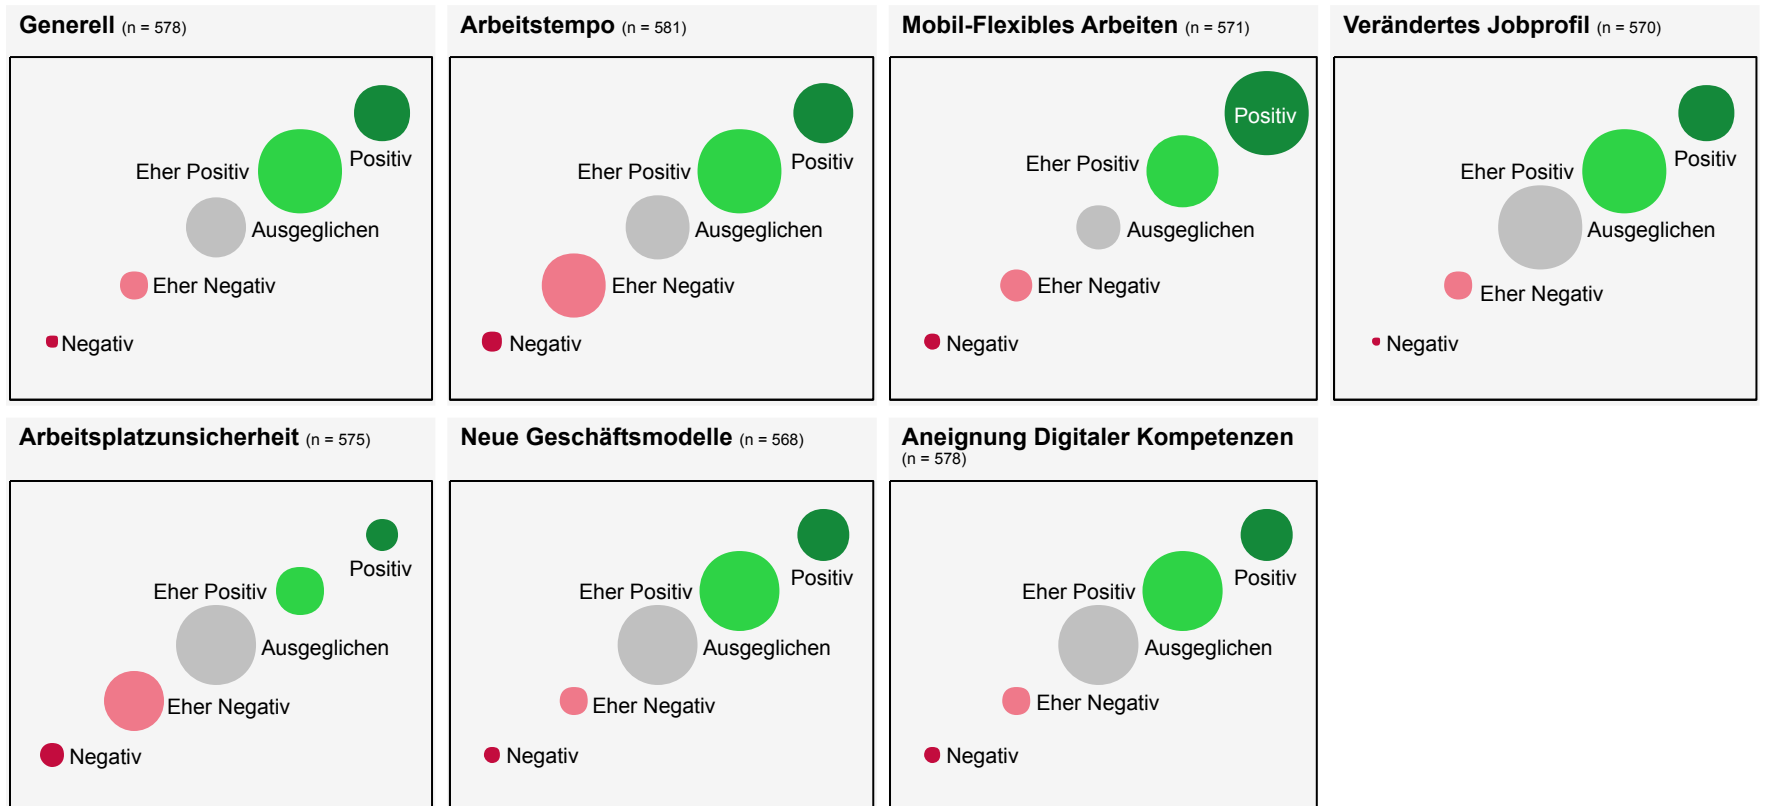 Generell (n = 578)
Positiv
Eher Positiv
Ausgeglichen
Eher Negativ
Negativ
Arbeitstempo (n = 581)
Positiv
Eher Positiv
Ausgeglichen
Eher Negativ
Negativ
Mobil-Flexibles Arbeiten (n = 571)
Positiv
Eher Positiv
Ausgeglichen
Eher Negativ
Negativ
Verändertes Jobprofil (n = 570)
Positiv
Eher Positiv
Ausgeglichen
Eher Negativ
Negativ
Arbeitsplatzunsicherheit (n = 575)
Positiv
Eher Positiv
Ausgeglichen
Eher Negativ
Negativ
Neue Geschäftsmodelle (n = 568)
Positiv
Eher Positiv
Ausgeglichen
Eher Negativ
Negativ
Aneignung Digitaler Kompetenzen
(n = 578)
Positiv
Eher Positiv
Ausgeglichen
Eher Negativ
Negativ